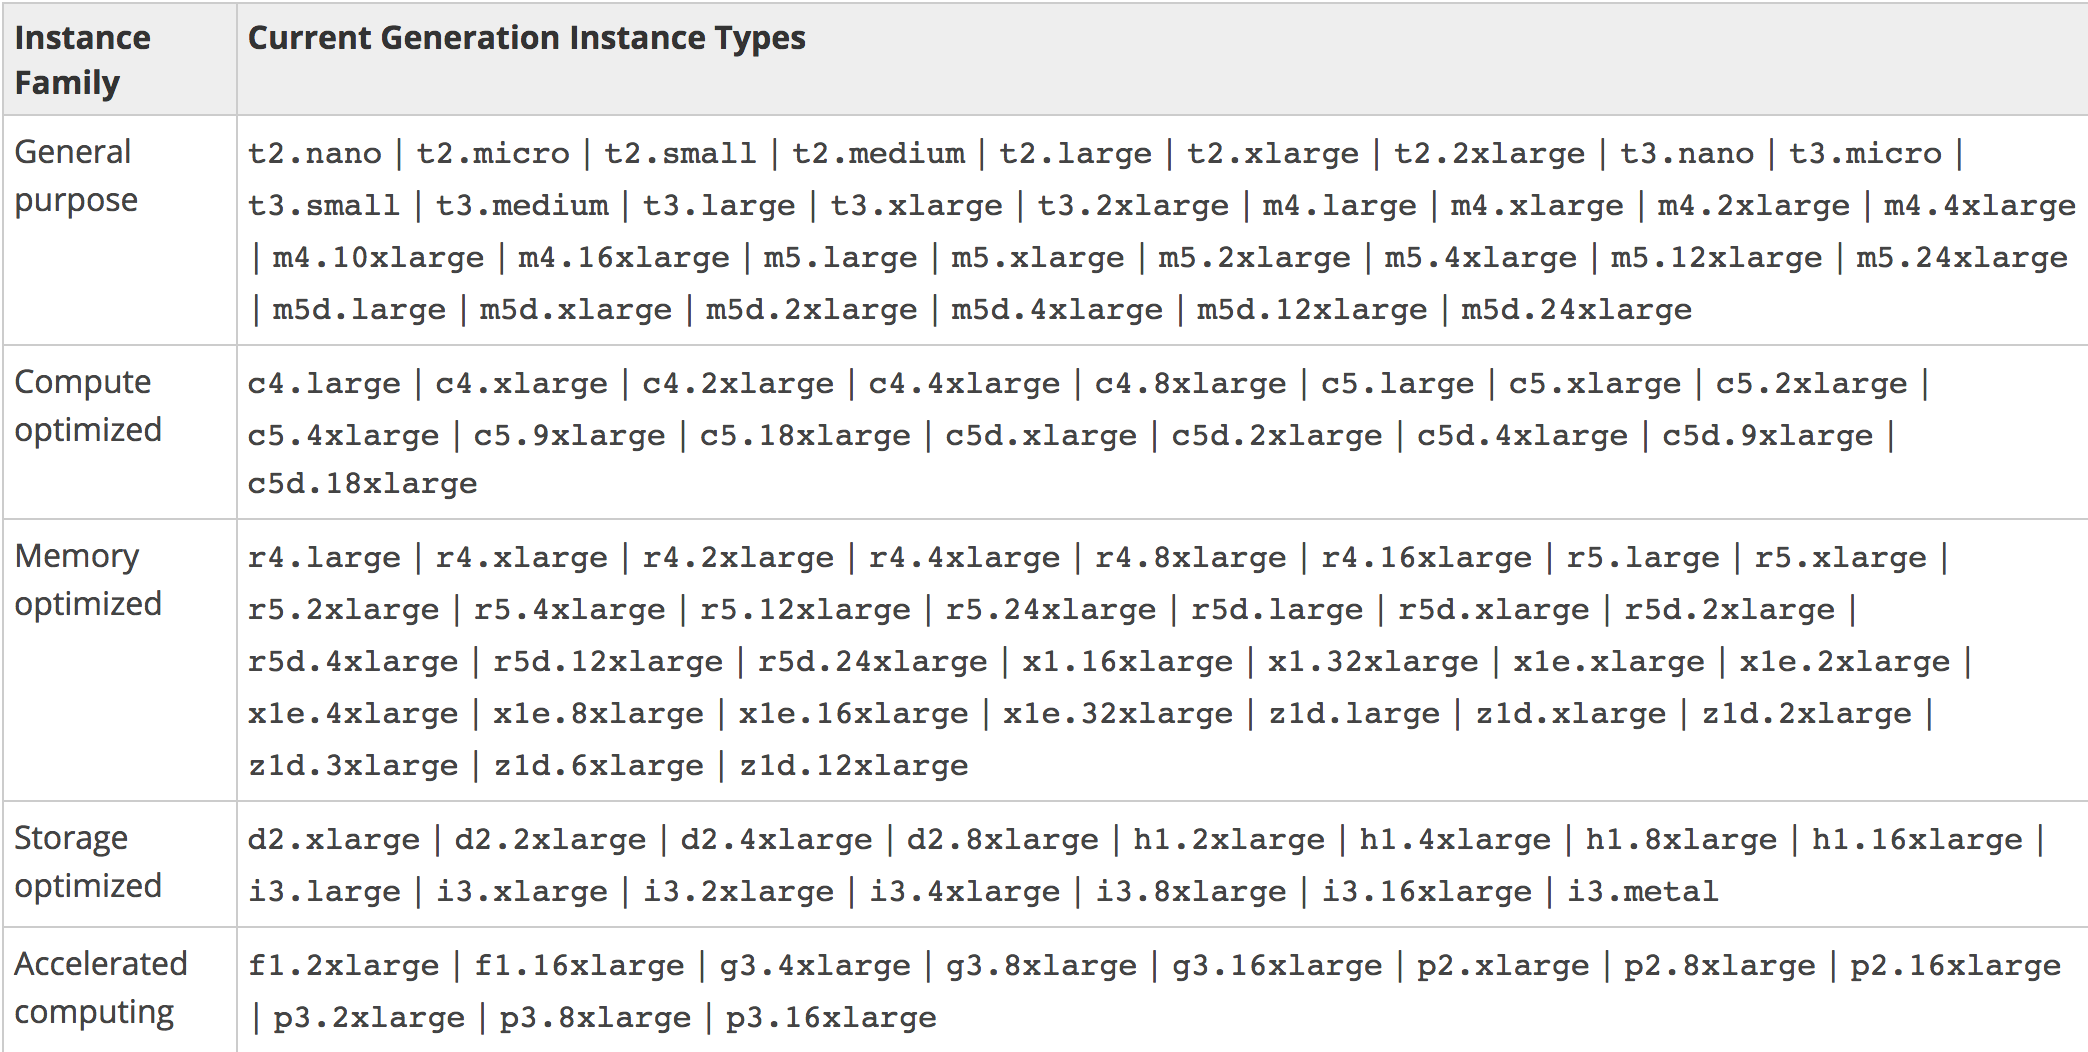 Instance Family
Current Generation Instance Types
General purpose
t2.nano | t2.micro | t2.small | t2.medium | t2.large | t2.xlarge | t2.2xlarge | t3.nano | t3.micro |
t3.small | t3.medium | t3.large | t3.xlarge | t3.2xlarge | m4.large | m4.xlarge | m4.2xlarge | m4.4xlarge
| m4.10xlarge | m4.16xlarge | m5.large | m5.xlarge | m5.2xlarge | m5.4xlarge | m5.12xlarge | m5.24xlarge
| m5d.large | m5d.xlarge | m5d.2xlarge | m5d.4xlarge | m5d.12xlarge | m5d.24xlarge
Compute optimized
c4.large | c4.xlarge | c4.2xlarge | c4.4xlarge | c4.8xlarge | c5.large | c5.xlarge | c5.2xlarge |
c5.4xlarge | c5.9xlarge | c5.18xlarge | c5d.xlarge | c5d.2xlarge | c5d.4xlarge | c5d.9xlarge |
c5d.18xlarge
Memory optimized
r4.large | r4.xlarge | r4.2xlarge | r4.4xlarge | r4.8xlarge | r4.16xlarge | r5.large | r5.xlarge |
r5.2xlarge | r5.4xlarge | r5.12xlarge | r5.24xlarge | r5d.large | r5d.xlarge | r5d.2xlarge |
r5d.4xlarge | r5d.12xlarge | r5d.24xlarge | x1.16xlarge | x1.32xlarge | x1e.xlarge | x1e.2xlarge |
x1e.4xlarge | x1e.8xlarge | x1e.16xlarge | x1e.32xlarge | z1d.large | z1d.xlarge | z1d.2xlarge |
z1d.3xlarge | z1d.6xlarge | z1d.12xlarge
Storage optimized
d2.xlarge | d2.2xlarge | d2.4xlarge | d2.8xlarge | h1.2xlarge | h1.4xlarge | h1.8xlarge | h1.16xlarge |
i3.large | i3.xlarge | i3.2xlarge | i3.4xlarge | i3.8xlarge | i3.16xlarge | i3.metal
Accelerated computing
f1.2xlarge | f1.16xlarge | g3.4xlarge | g3.8xlarge | g3.16xlarge | p2.xlarge | p2.8xlarge | p2.16xlarge
| p3.2xlarge | p3.8xlarge | p3.16xlarge